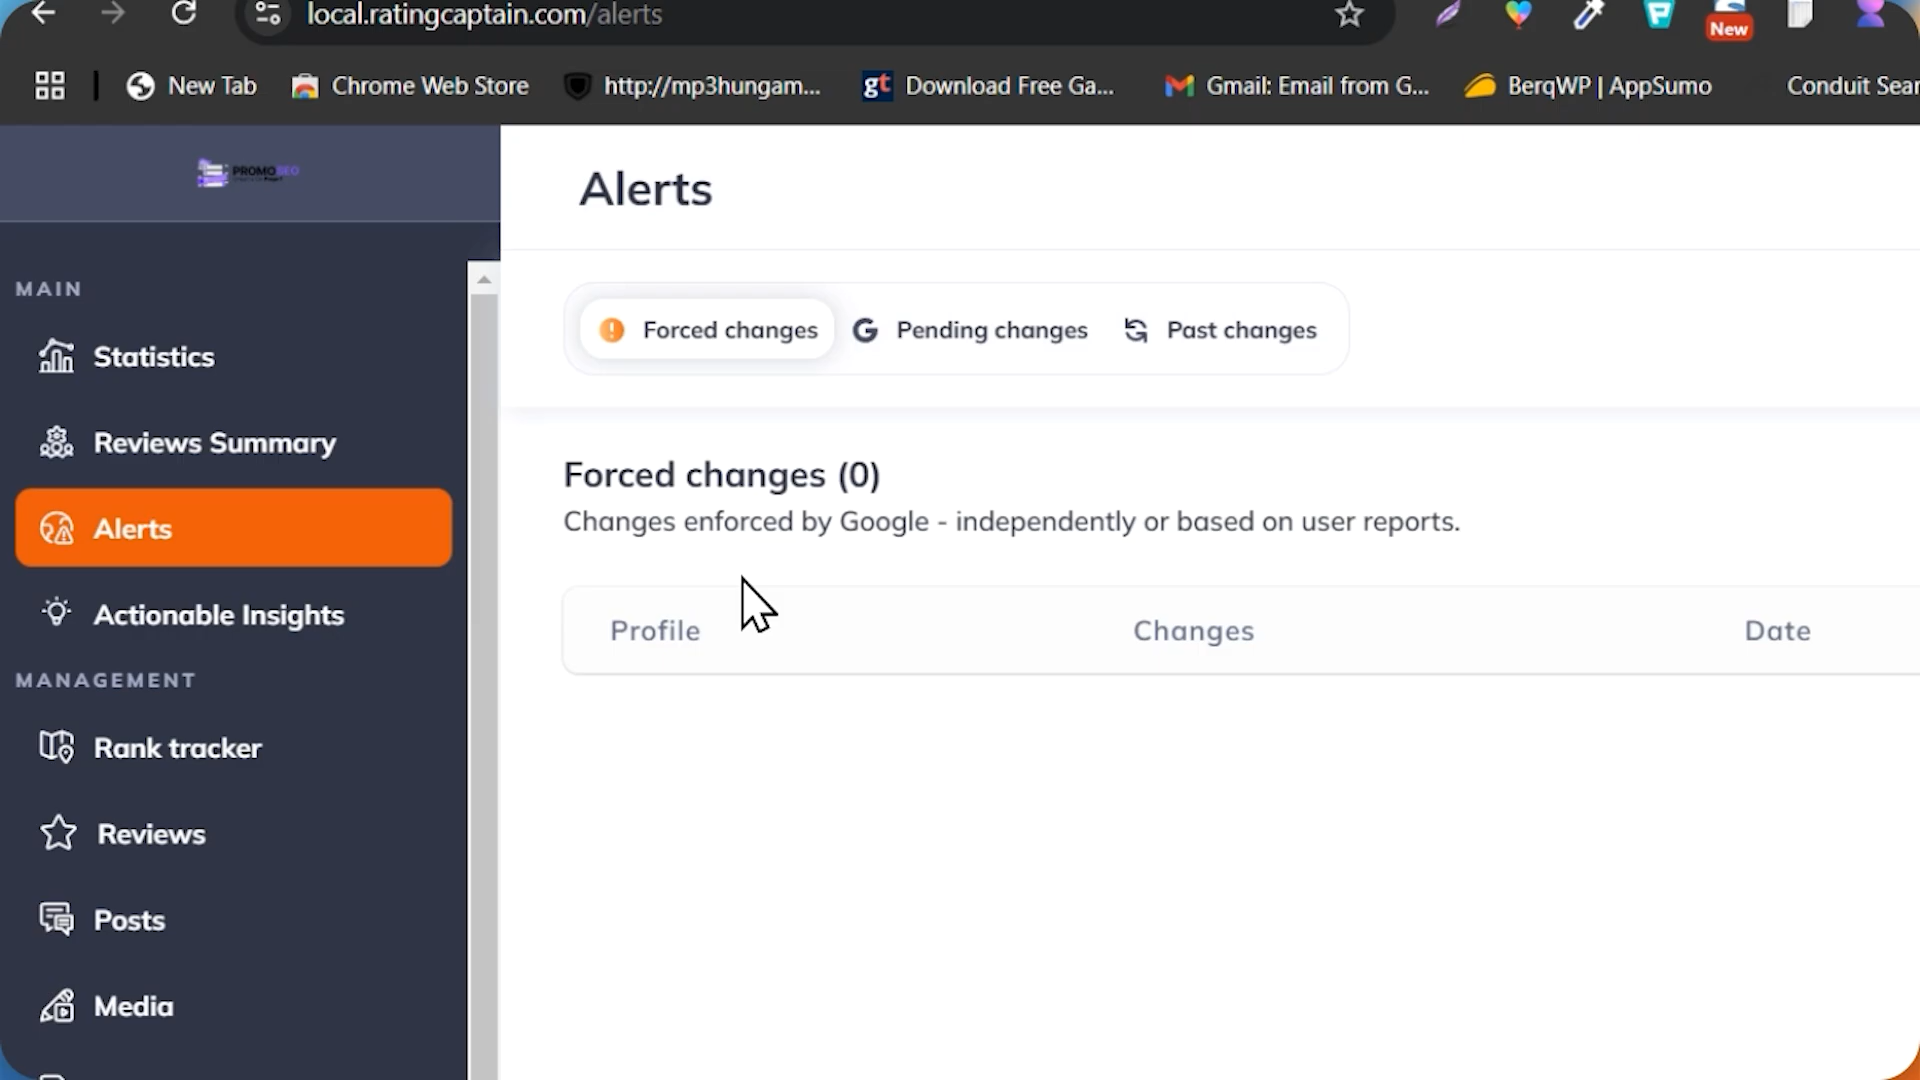 local.ratingcaptain.com/alerts
New
New Tab
Chrome Web Store
http://mp3hungam...
gt
Download Free Ga...
Gmail: Email from G...
BerqWP | AppSumo
Conduit Sear
PROMOSEO
Alerts
MAIN
Forced changes
Pending changes
Past changes
Statistics
Reviews Summary
Forced changes (0)
Changes enforced by Google - independently or based on user reports.
Alerts
Actionable Insights
Profile
Changes
Date
MANAGEMENT
Rank tracker
Reviews
Posts
Media